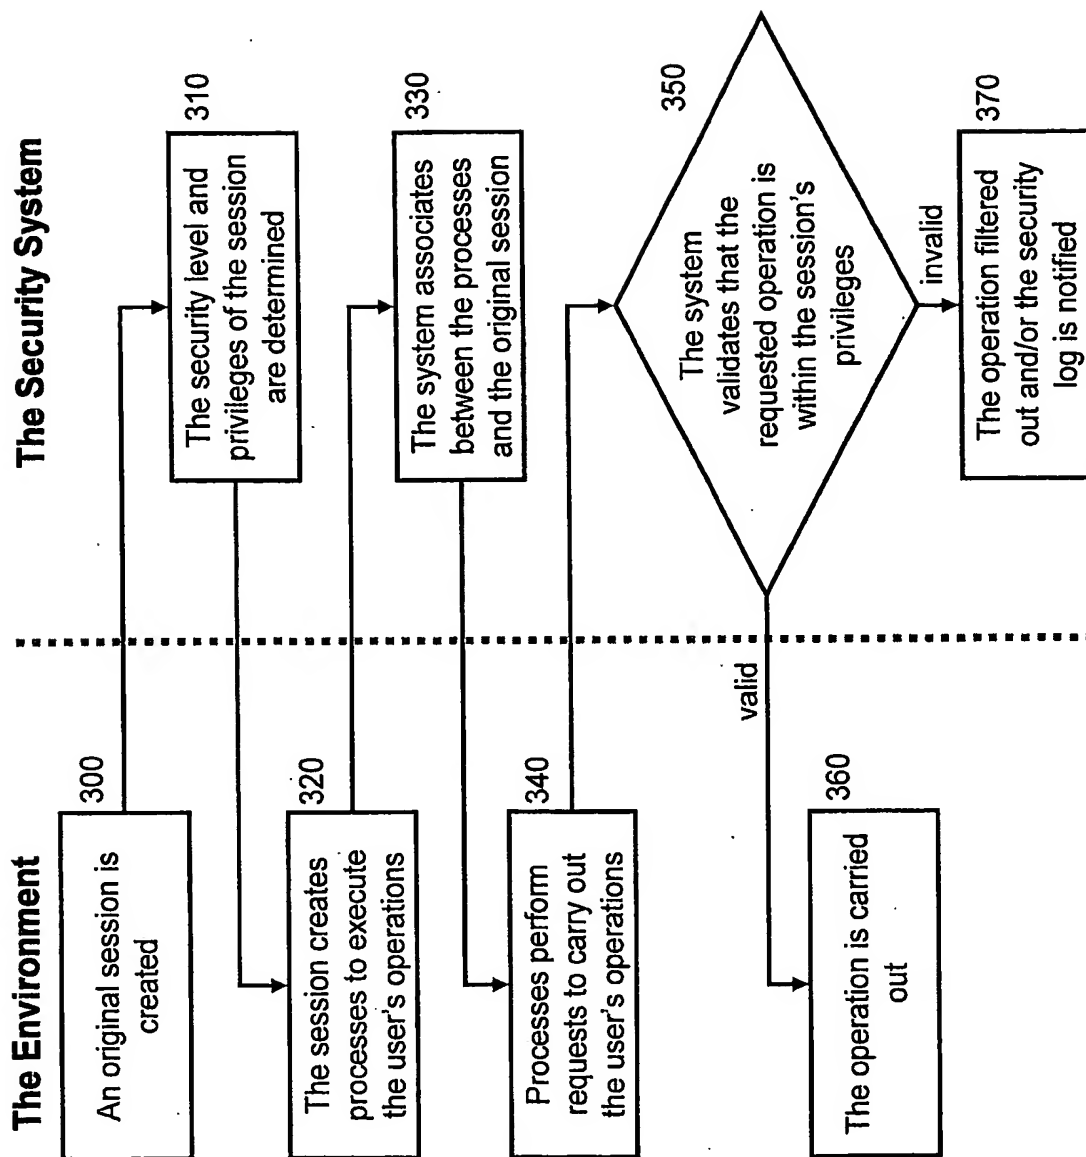 The Environment
The Security System
300
An original session is
created
310
The security level and
privileges of the session
are determined
320
The session creates
processes to execute
the user's operations
330
The system associates
between the processes
and the original session
340
Processes perform
requests to carry out
the user's operations
350
The system
validates that the
requested operation is
within the session's
privileges
valid
invalid
360
The operation is carried
out
370
The operation filtered
out and/or the security
log is notified